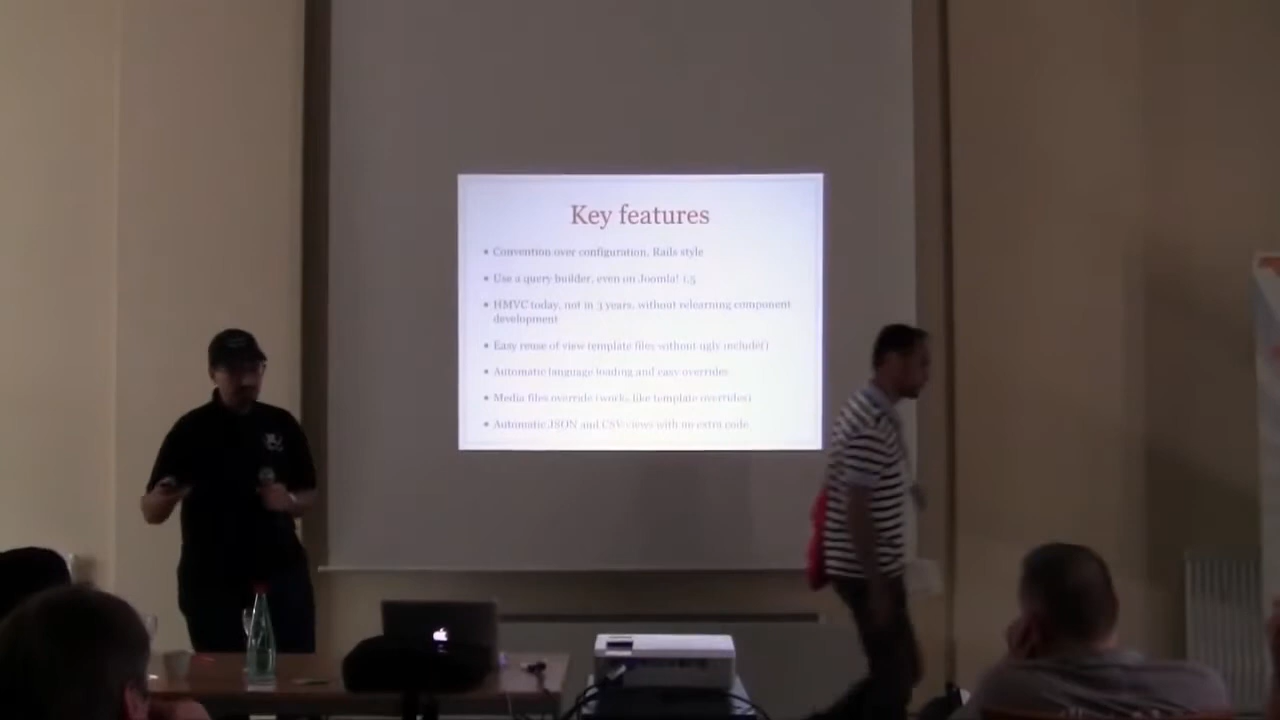 Key features
Convention over configuration, Rails style
Use a query builder, even on Joomla! 1.5
HMVC today, not in 3 years, without relearning component
development
Easy reuse of view template files without ugly include()
Automatic language loading and easy overrides
Media files override (works like template overrides)
Automatic JSON and CSV views with no extra code